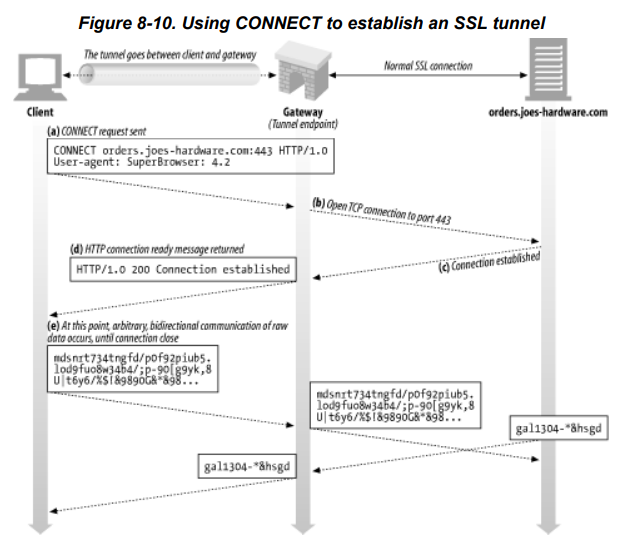 Figure 8-10. Using CONNECT to establish an SSL tunnel
The tunnel goes between client and gateway
Normal SSL connection
Client
Gateway
(Tunnel endpoint)
orders.joes-hardware.com
(a) CONNECT request sent
CONNECT orders.joes-hardware.com:443 HTTP/1.0
User-agent: SuperBrowser: 4.2
(b) Open TCP connection to port 443
(c) Connection established
(d) HTTP connection ready message returned
HTTP/1.0 200 Connection established
(e) At this point, arbitrary, bidirectional communication of raw
data occurs, until connection close
mdsnrt734tngfd/p0f92piub5.
lod9fuo8w34b4/;p-90[g9yk,8
U|t6y6/%$!&9890G&*&98...
mdsnrt734tngfd/p0f92piub5.
lod9fuo8w34b4/;p-90[g9yk,8
U|t6y6/%$!&9890G&*&98...
gal1304-*&hsgd
gal1304-*&hsgd